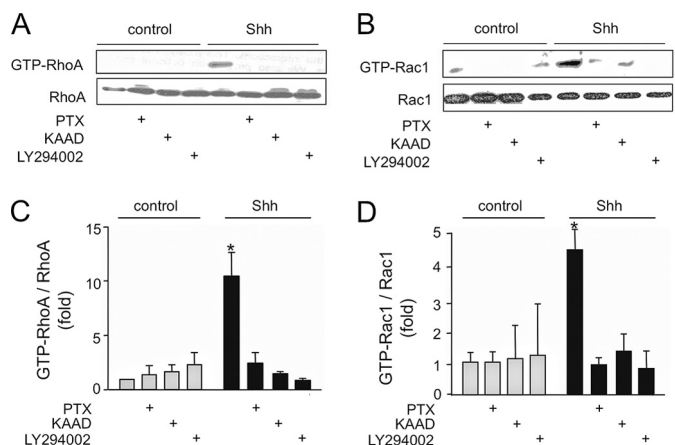 A
control Shh
GTP-RhoA
RhoA
PTX + +
KAAD + +
LY294002 + +
B
control Shh
GTP-Rac1
Rac1
PTX + +
KAAD + +
LY294002 + +
C
control Shh
GTP-RhoA / RhoA
(fold)
15
10
5
0
*
PTX + +
KAAD + +
LY294002 + +
D
control Shh
GTP-Rac1 / Rac1
(fold)
5
4
3
2
1
0
*
PTX + +
KAAD + +
LY294002 + +